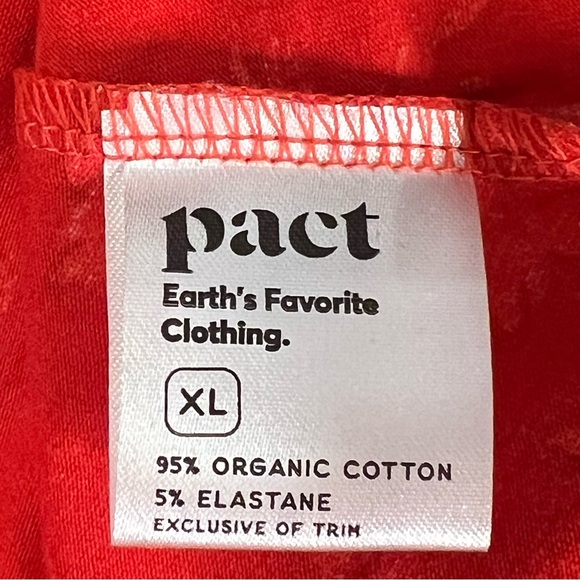 pact
Earth's Favorite
Clothing.
XL
95% ORGANIC COTTON
5% ELASTANE
EXCLUSIVE OF TRIM